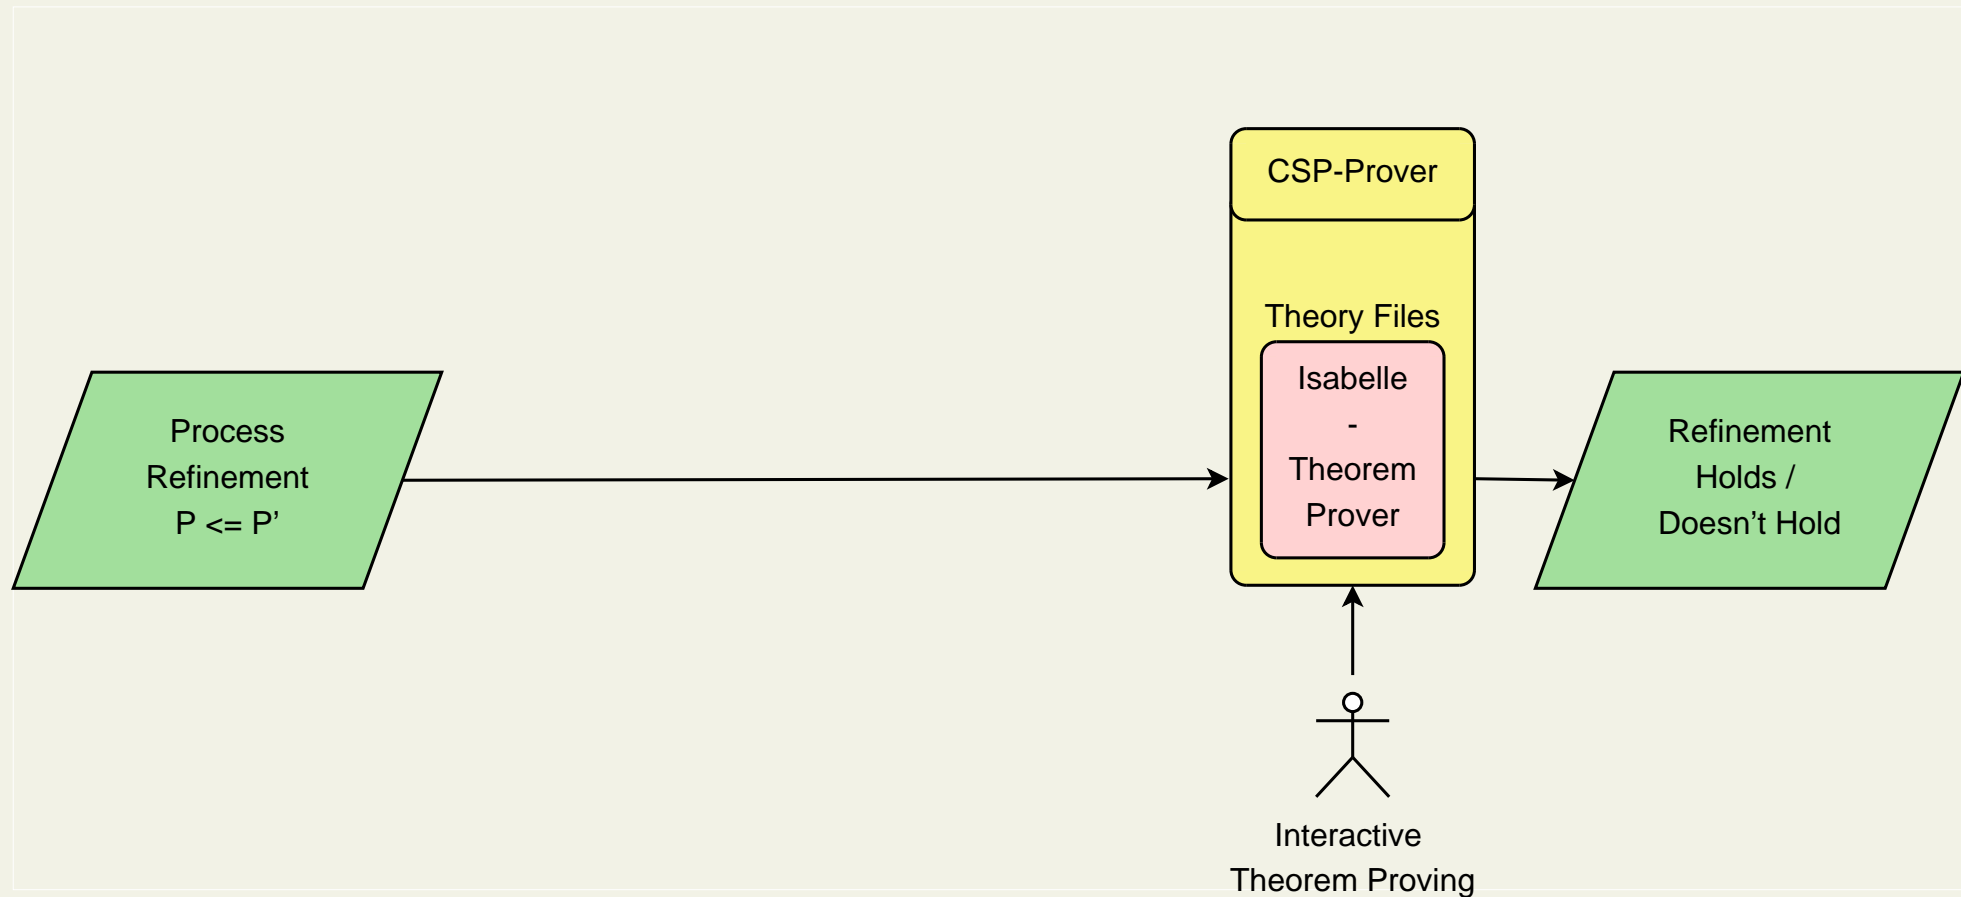 Process
Refinement
P <= P’
CSP-Prover
Theory Files
Isabelle
-
Theorem
Prover
Refinement
Holds /
Doesn’t Hold
Interactive
Theorem Proving